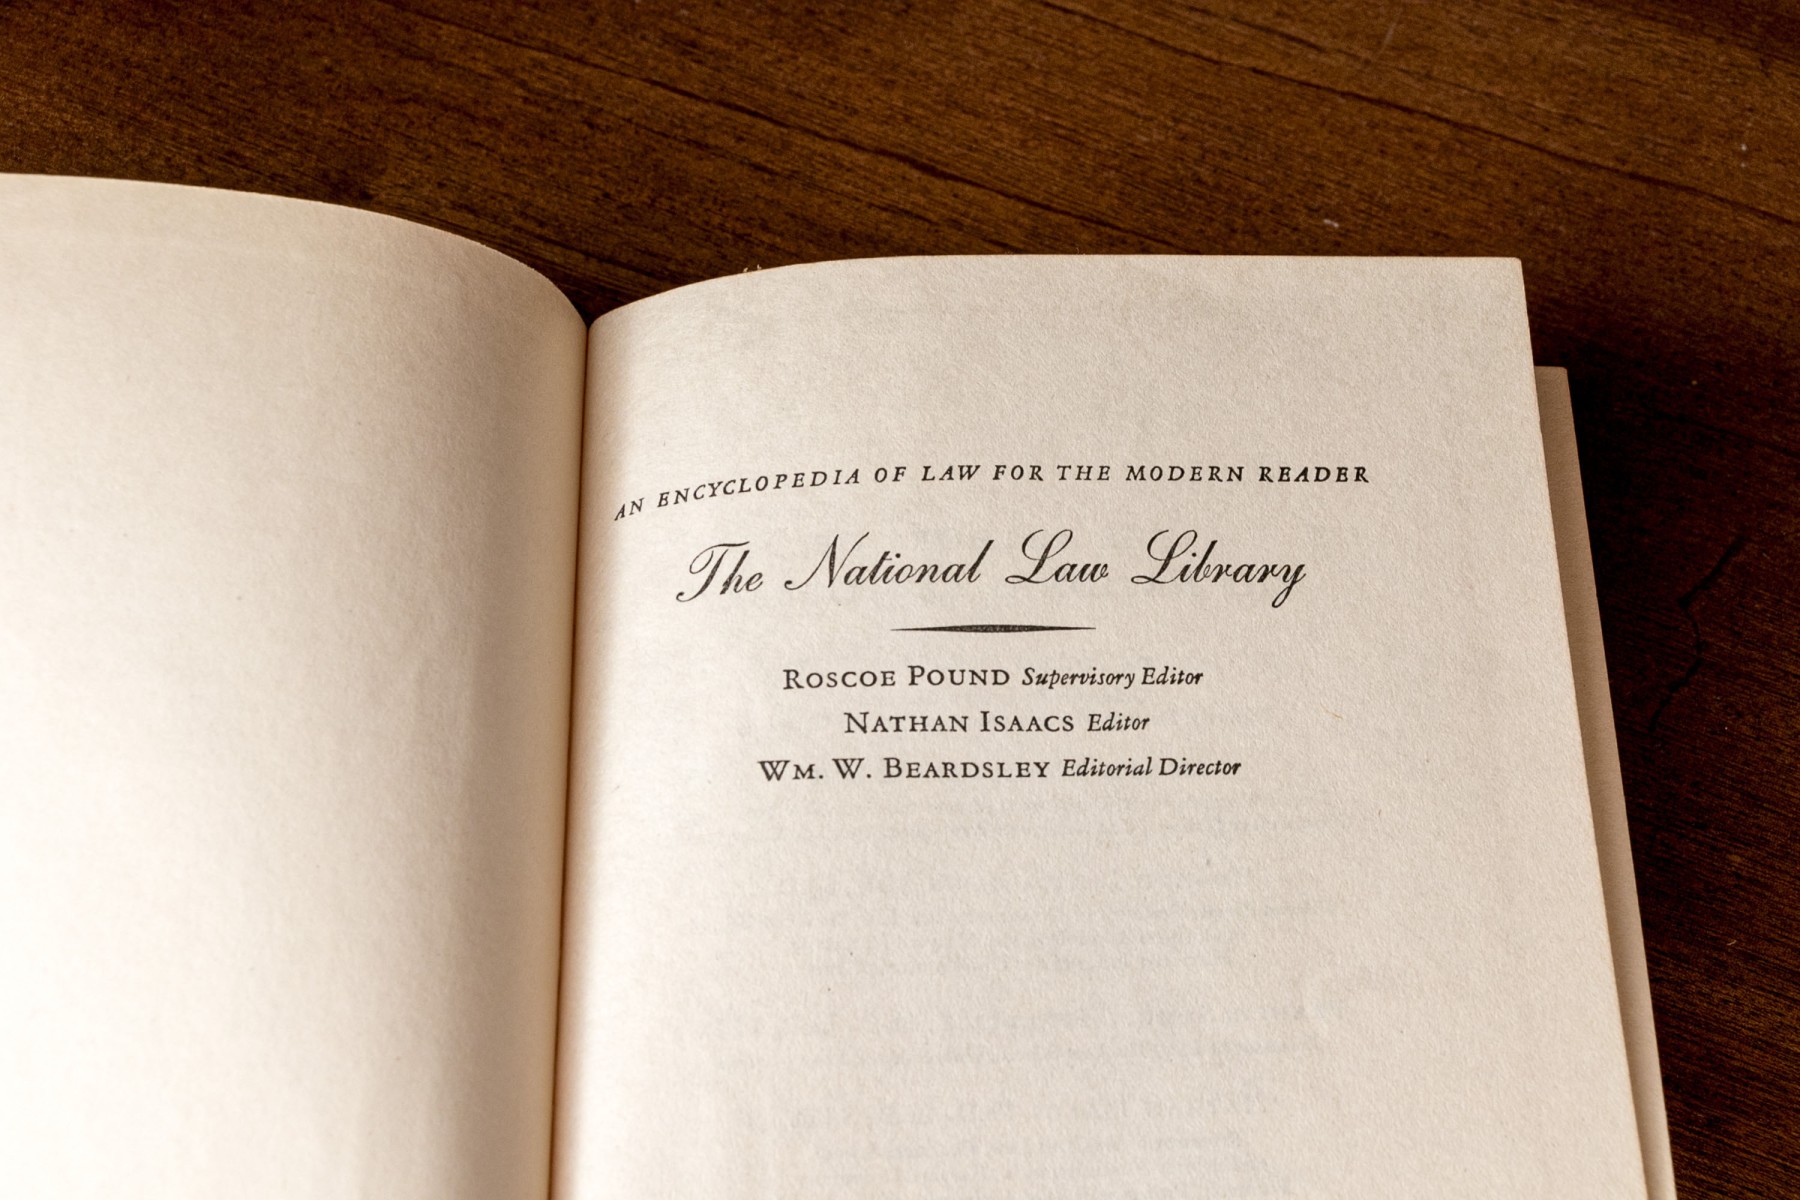 AN ENCYCLOPEDIA OF LAW FOR THE MODERN READER
The National Law Library
ROSCOE POUND Supervisory Editor
NATHAN ISAACS Editor
WM. W. BEARDSLEY Editorial Director